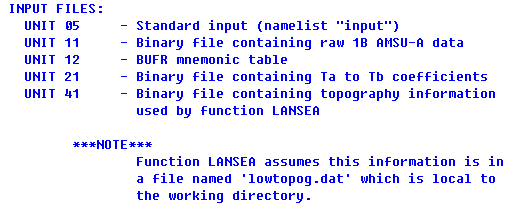 INPUT FILES:
UNIT 05 - Standard input (namelist "input")
UNIT 11 - Binary file containing raw 1B AMSU-A data
UNIT 12 - BUFR mnemonic table
UNIT 21 - Binary file containing Ta to Tb coefficients
UNIT 41 - Binary file containing topography information
used by function LANSEA
***NOTE***
Function LANSEA assumes this information is in
a file named 'lowtopog.dat' which is local to
the working directory.